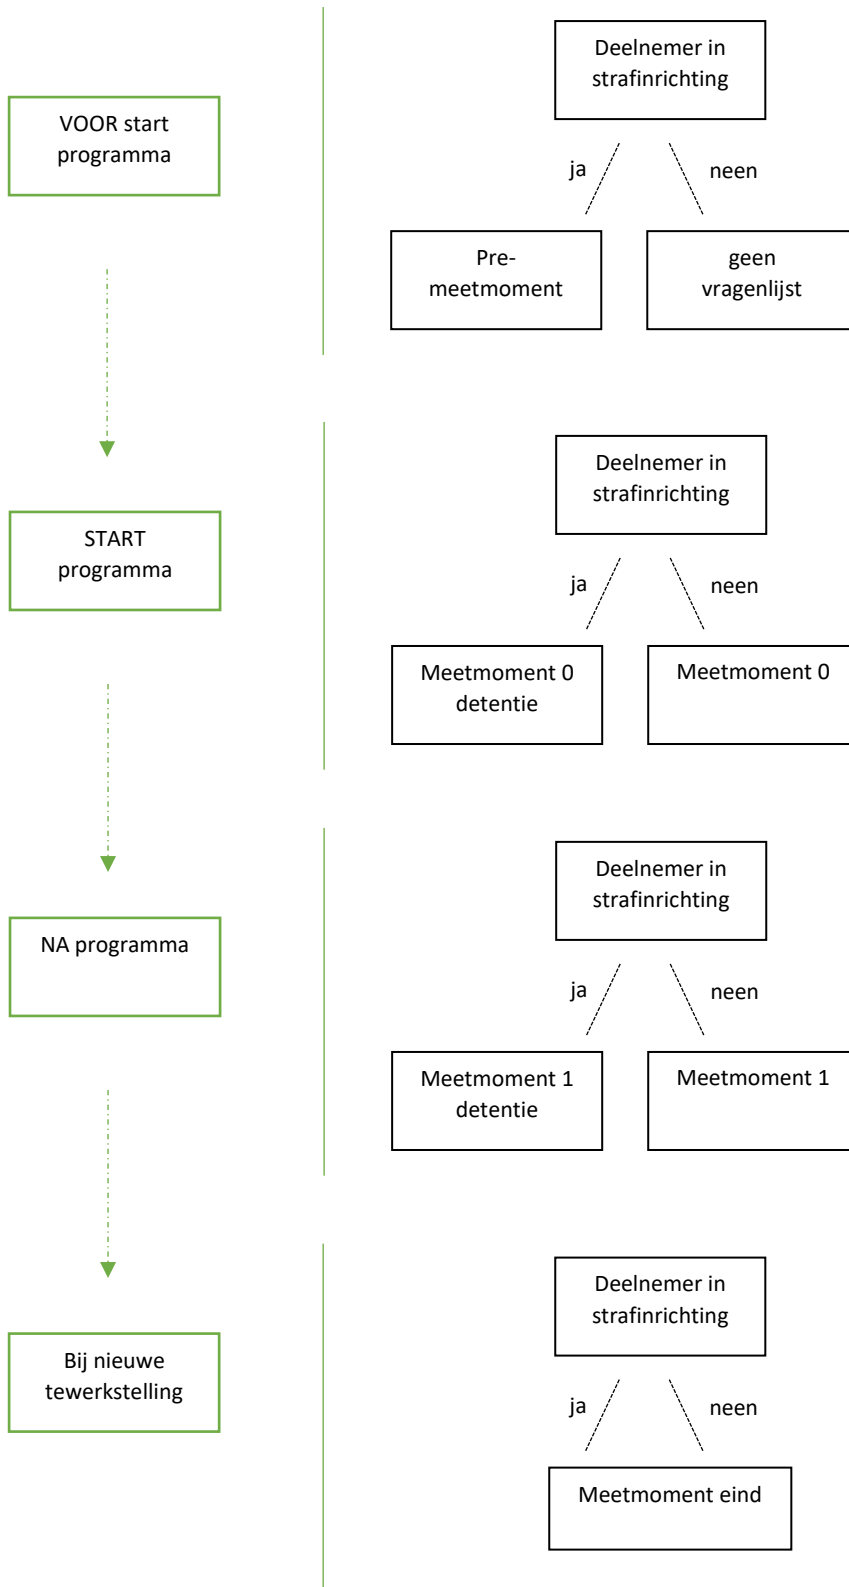 VOOR start
programma
Deelnemer in
strafinrichting
ja
neen
Pre-
meetmoment
geen
vragenlijst
START
programma
Deelnemer in
strafinrichting
ja
neen
Meetmoment 0
detentie
Meetmoment 0
NA programma
Deelnemer in
strafinrichting
ja
neen
Meetmoment 1
detentie
Meetmoment 1
Bij nieuwe
tewerkstelling
Deelnemer in
strafinrichting
ja
neen
Meetmoment eind